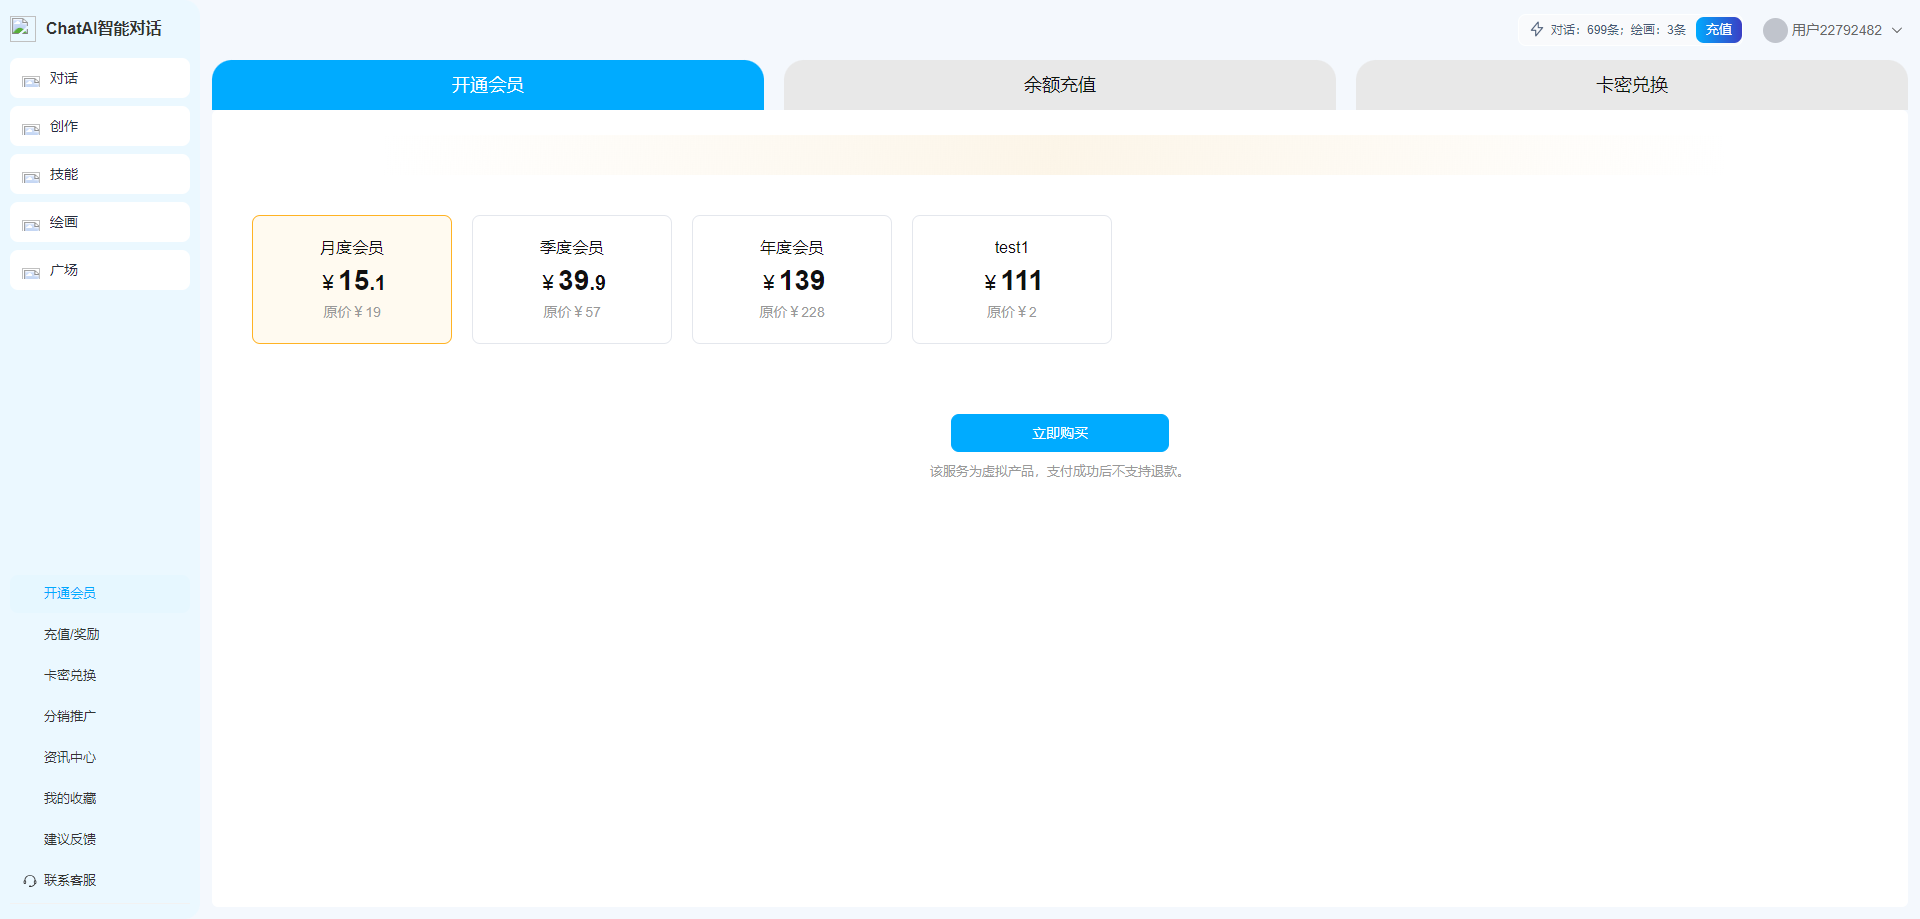 ChatAI智能对话
对话
创作
技能
绘画
广场
开通会员
充值/奖励
卡密兑换
分销推广
资讯中心
我的收藏
建议反馈
联系客服
对话：699条；绘画：3条 充值 用户22792482
开通会员 余额充值 卡密兑换
月度会员
¥15.1
原价￥19
季度会员
¥39.9
原价￥57
年度会员
¥139
原价￥228
test1
¥111
原价￥2
立即购买
该服务为虚拟产品，支付成功后不支持退款。